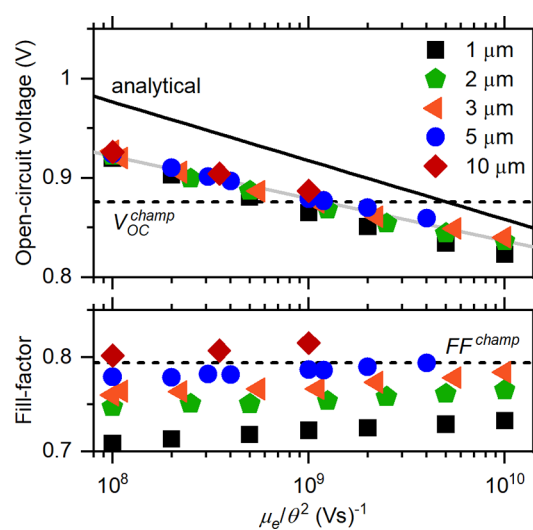 Open-circuit voltage (V)
1
0.9
0.8
analytical
V_OC^champ
1 μm
2 μm
3 μm
5 μm
10 μm
Fill-factor
0.8
0.7
FF^champ
10^8
10^9
10^10
μ_e/θ^2 (Vs)^-1